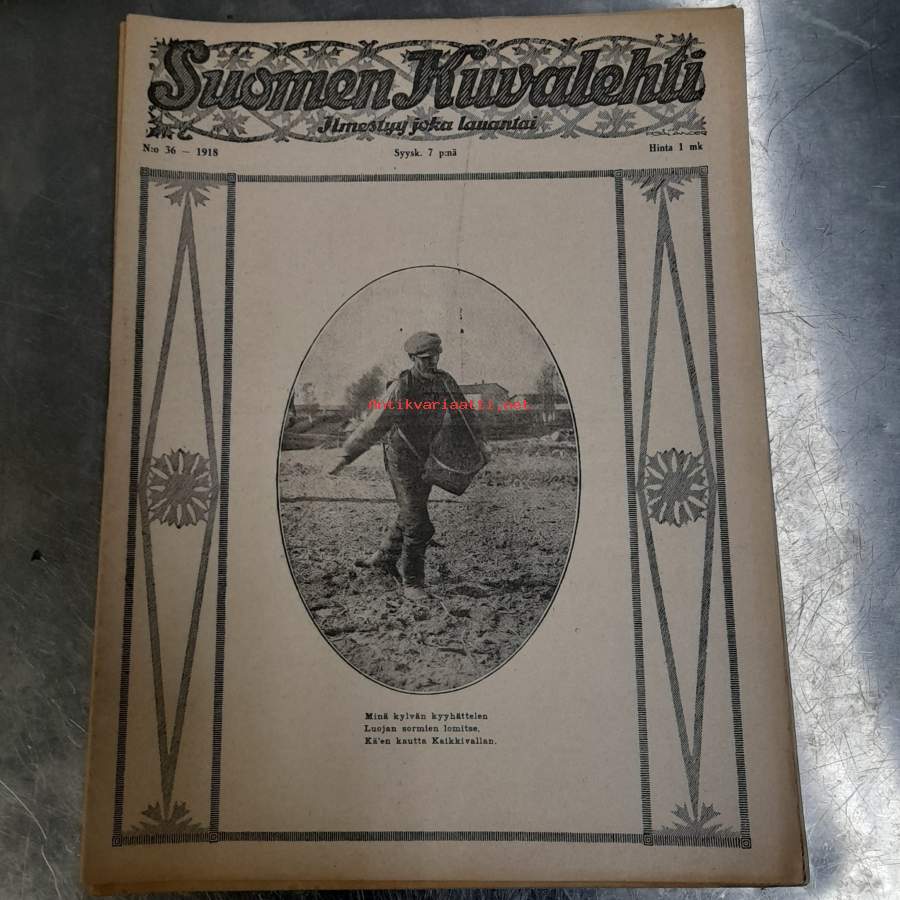 Suomen Kuvalehti
Ilmestyy joka lauantai
N:o 36 — 1918 Syysk. 7 p:nä Hinta 1 mk
Antikvariaatti.net
Minä kylvän kyyhättelen
Luojan sormien lomitse,
Kä'en kautta Kaikkivallan.